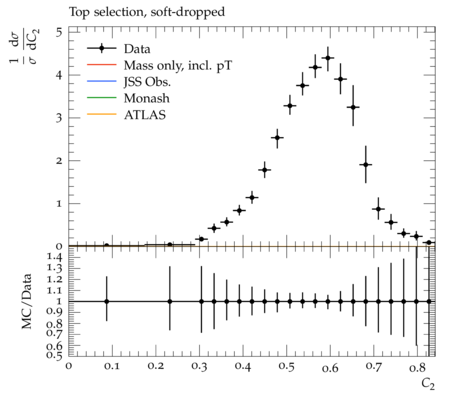 Top selection, soft-dropped
1/σ dσ/dC₂
5
4
3
2
1
0
Data
Mass only, incl. pT
JSS Obs.
Monash
ATLAS
MC/Data
1.4
1.3
1.2
1.1
1
0.9
0.8
0.7
0.6
0.5
0 0.1 0.2 0.3 0.4 0.5 0.6 0.7 0.8
C₂